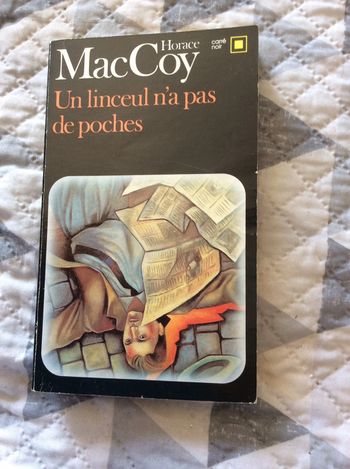 Horace
MacCoy
carré
noir
Un linceul n'a pas
de poches